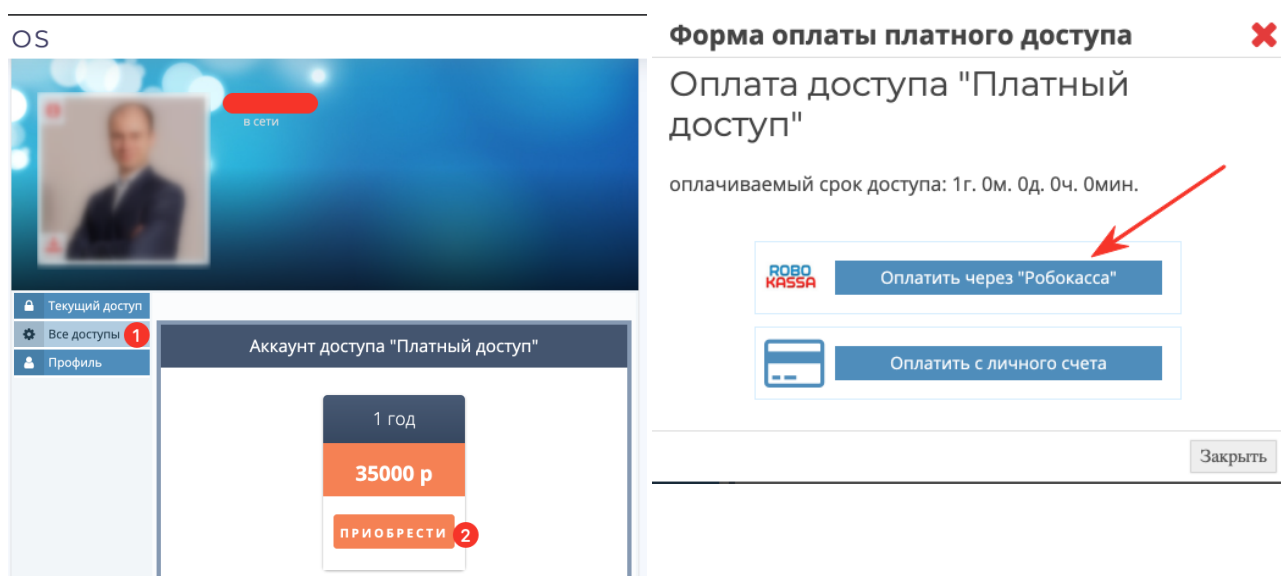 OS
в сети
Текущий доступ
Все доступы 1
Профиль
Аккаунт доступа "Платный доступ"
1 год
35000 р
ПРИОБРЕСТИ 2
Форма оплаты платного доступа
Оплата доступа "Платный
доступ"
оплачиваемый срок доступа: 1г. 0м. 0д. 0ч. 0мин.
ROBO
KASSA
Оплатить через "Робокасса"
Оплатить с личного счета
Закрыть